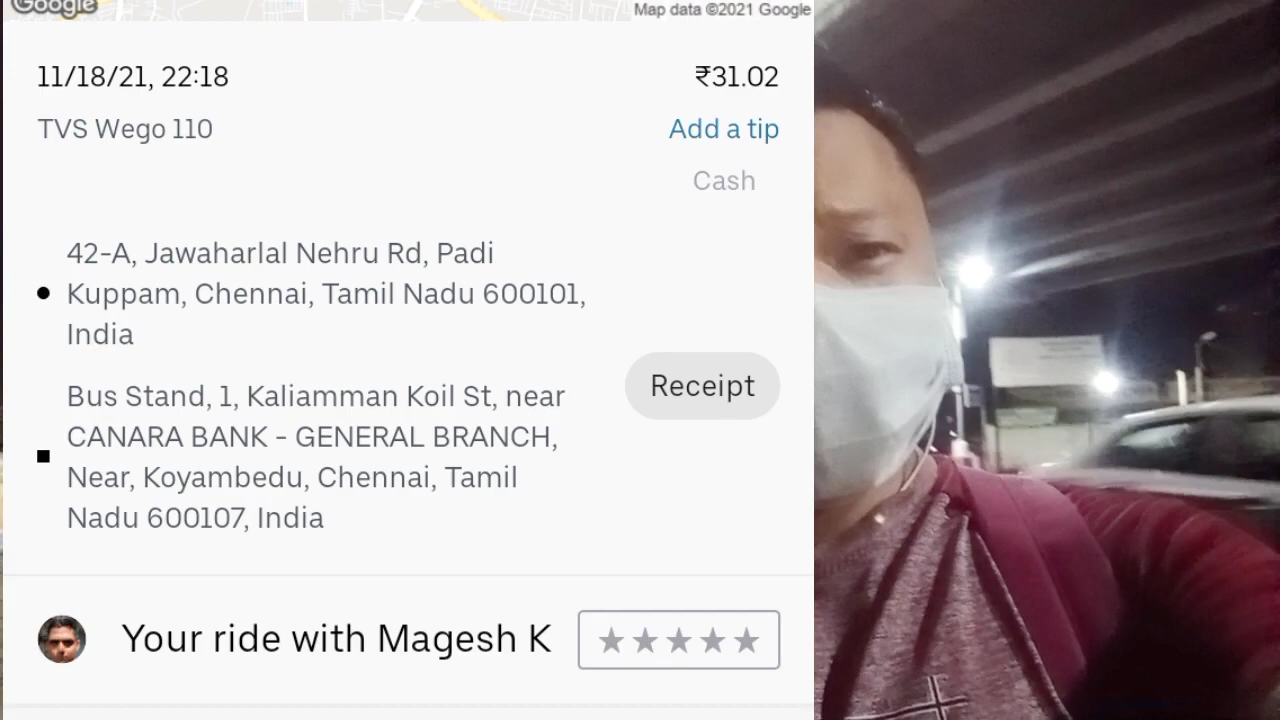 Google
Map data ©2021 Google
11/18/21, 22:18
₹31.02
TVS Wego 110
Add a tip
Cash
42-A, Jawaharlal Nehru Rd, Padi
Kuppam, Chennai, Tamil Nadu 600101,
India
Bus Stand, 1, Kaliamman Koil St, near
CANARA BANK - GENERAL BRANCH,
Near, Koyambedu, Chennai, Tamil
Nadu 600107, India
Receipt
Your ride with Magesh K